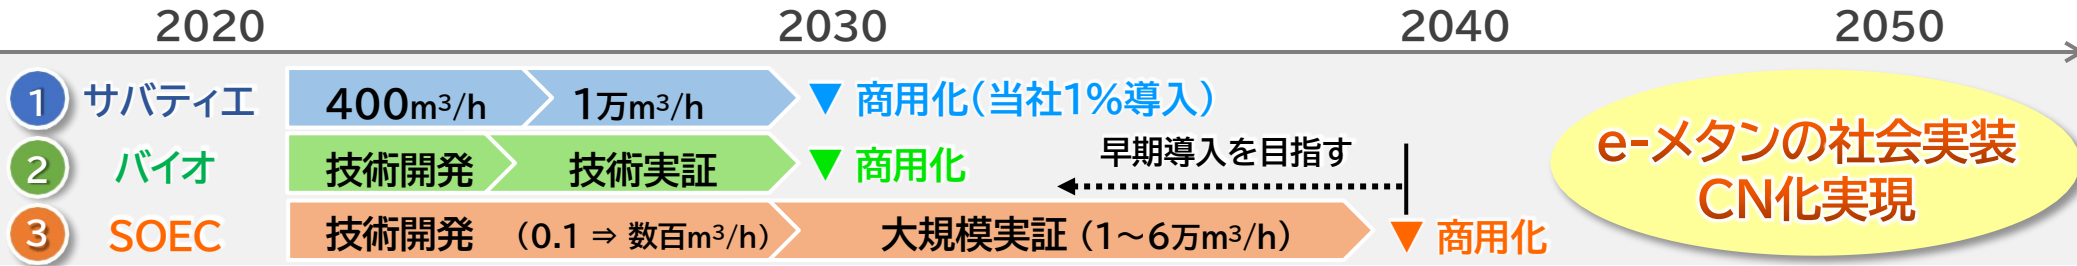 2020 2030 2040 2050
1 サバティエ 400m³/h 1万m³/h ▼ 商用化(当社1%導入)
2 バイオ 技術開発 技術実証 ▼ 商用化
早期導入を目指す
3 SOEC 技術開発 (0.1 ⇒ 数百m³/h) 大規模実証 (1～6万m³/h) ▼ 商用化
e-メタンの社会実装
CN化実現